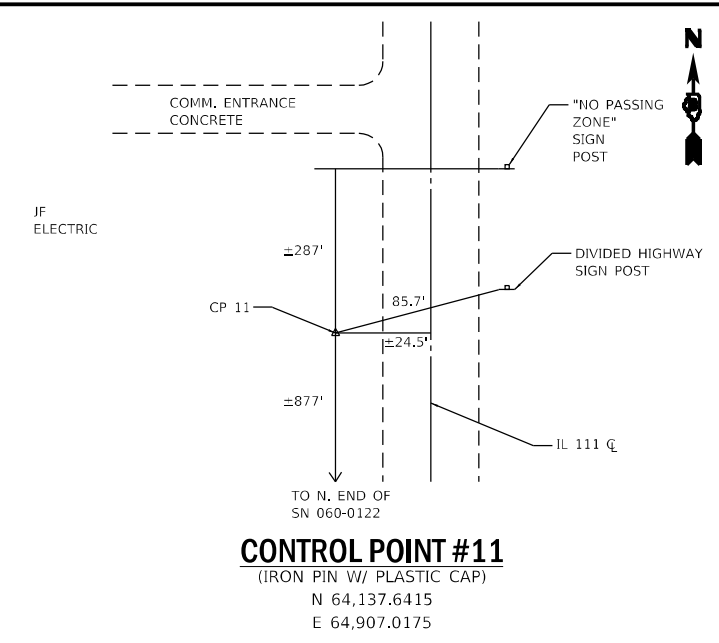 N
COMM. ENTRANCE
CONCRETE
"NO PASSING
ZONE"
SIGN
POST
JF
ELECTRIC
±287'
DIVIDED HIGHWAY
SIGN POST
CP 11
85.7'
±24.5'
±877'
IL 111 ℄
TO N. END OF
SN 060-0122
CONTROL POINT #11
(IRON PIN W/ PLASTIC CAP)
N 64,137.6415
E 64,907.0175